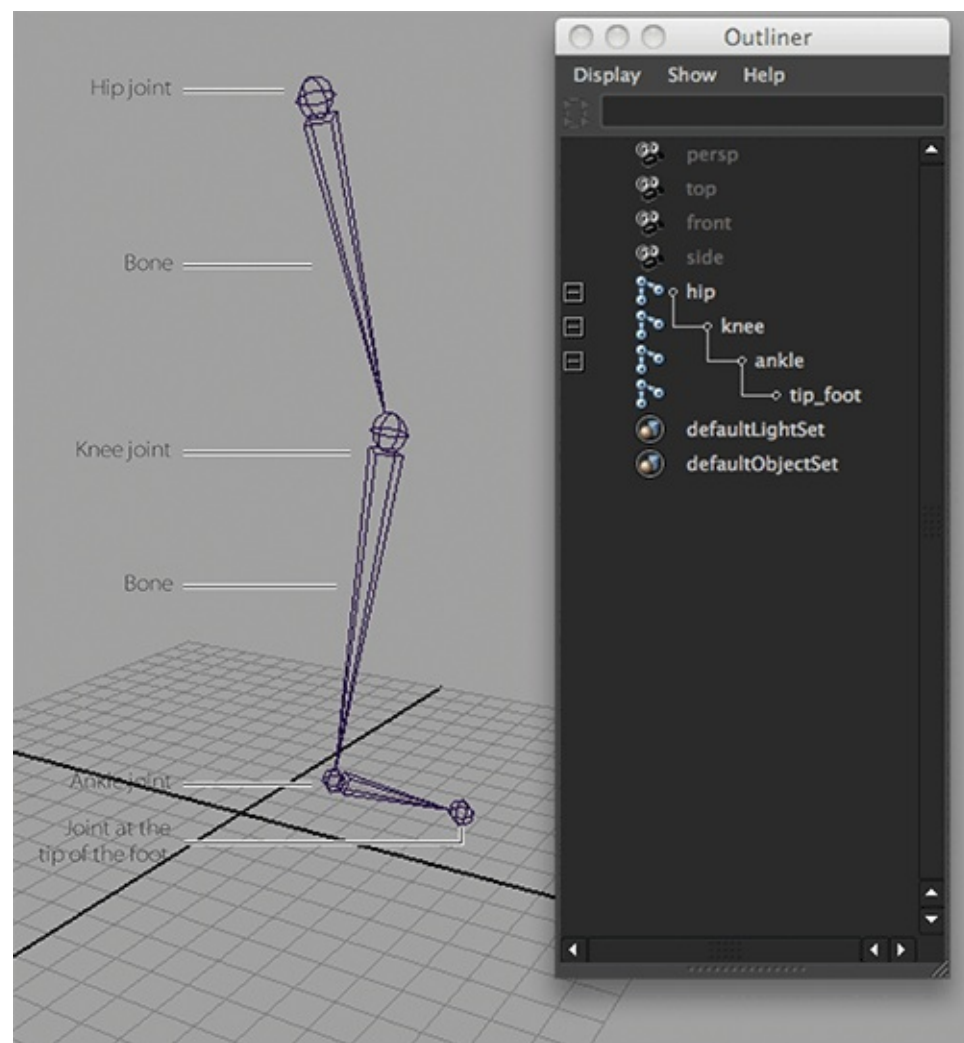 Hip joint
Bone
Knee joint
Bone
Ankle joint
Joint at the
tip of the foot
Outliner
Display Show Help
persp
top
front
side
hip
knee
ankle
tip_foot
defaultLightSet
defaultObjectSet